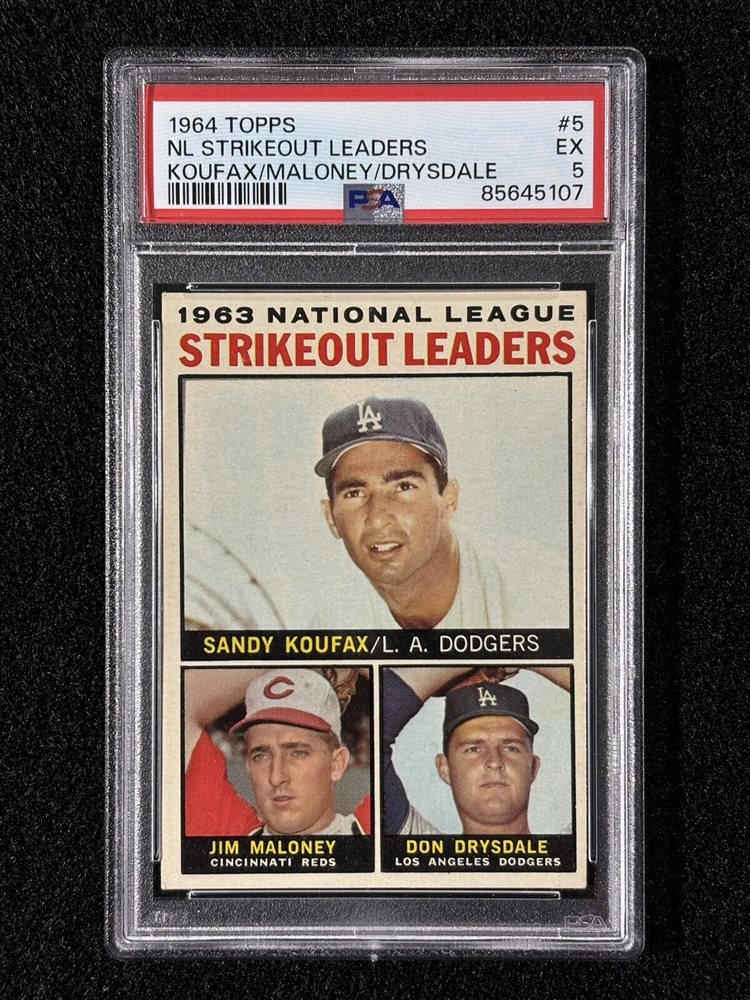 1964 TOPPS #5
NL STRIKEOUT LEADERS EX
KOUFAX/MALONEY/DRYSDALE 5
PSA 85645107
1963 NATIONAL LEAGUE
STRIKEOUT LEADERS
LA
SANDY KOUFAX/L. A. DODGERS
C
LA
JIM MALONEY
CINCINNATI REDS
DON DRYSDALE
LOS ANGELES DODGERS
PSA